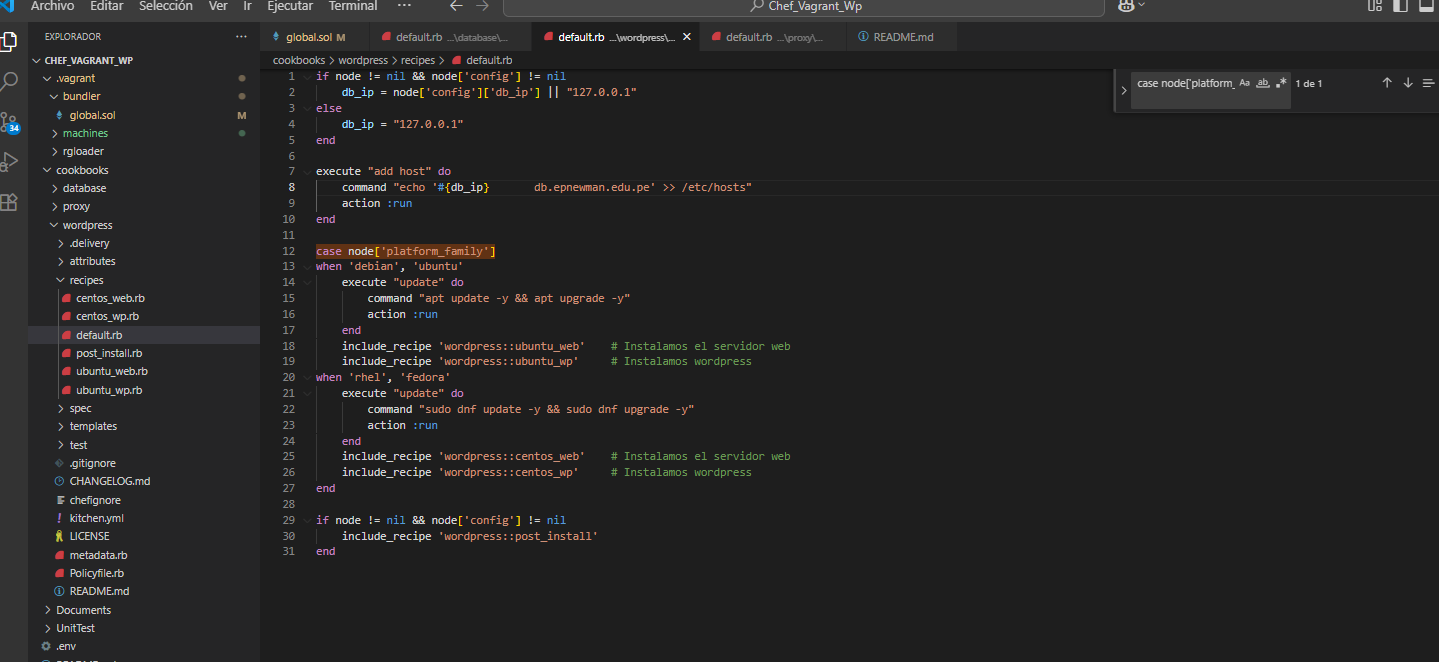 Archivo Editar Selección Ver Ir Ejecutar Terminal ··· Chef_Vagrant_Wp
EXPLORADOR ···
CHEF_VAGRANT_WP
.vagrant
bundler
global.sol M
machines
rgloader
cookbooks
database
proxy
wordpress
.delivery
attributes
recipes
centos_web.rb
centos_wp.rb
default.rb
post_install.rb
ubuntu_web.rb
ubuntu_wp.rb
spec
templates
test
.gitignore
CHANGELOG.md
chefignore
kitchen.yml
LICENSE
metadata.rb
Policyfile.rb
README.md
Documents
UnitTest
.env
34
global.sol M default.rb ...\database\... default.rb ...\wordpress\... default.rb ...\proxy\... README.md
cookbooks > wordpress > recipes > default.rb
case node['platform_ Aa ab .* 1 de 1
1 if node != nil && node['config'] != nil
2     db_ip = node['config']['db_ip'] || "127.0.0.1"
3 else
4     db_ip = "127.0.0.1"
5 end
6
7 execute "add host" do
8     command "echo '#{db_ip}       db.epnewman.edu.pe' >> /etc/hosts"
9     action :run
10 end
11
12 case node['platform_family']
13 when 'debian', 'ubuntu'
14     execute "update" do
15         command "apt update -y && apt upgrade -y"
16         action :run
17     end
18     include_recipe 'wordpress::ubuntu_web'    # Instalamos el servidor web
19     include_recipe 'wordpress::ubuntu_wp'     # Instalamos wordpress
20 when 'rhel', 'fedora'
21     execute "update" do
22         command "sudo dnf update -y && sudo dnf upgrade -y"
23         action :run
24     end
25     include_recipe 'wordpress::centos_web'    # Instalamos el servidor web
26     include_recipe 'wordpress::centos_wp'     # Instalamos wordpress
27 end
28
29 if node != nil && node['config'] != nil
30     include_recipe 'wordpress::post_install'
31 end